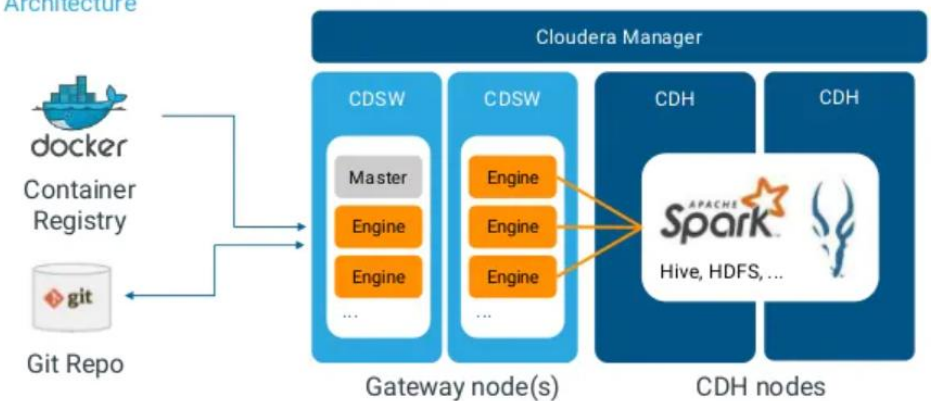 Architecture
Cloudera Manager
docker
Container
Registry
git
Git Repo
CDSW
Master
Engine
Engine
...
CDSW
Engine
Engine
Engine
...
Gateway node(s)
CDH
CDH
APACHE
Spark
Hive, HDFS, ...
CDH nodes